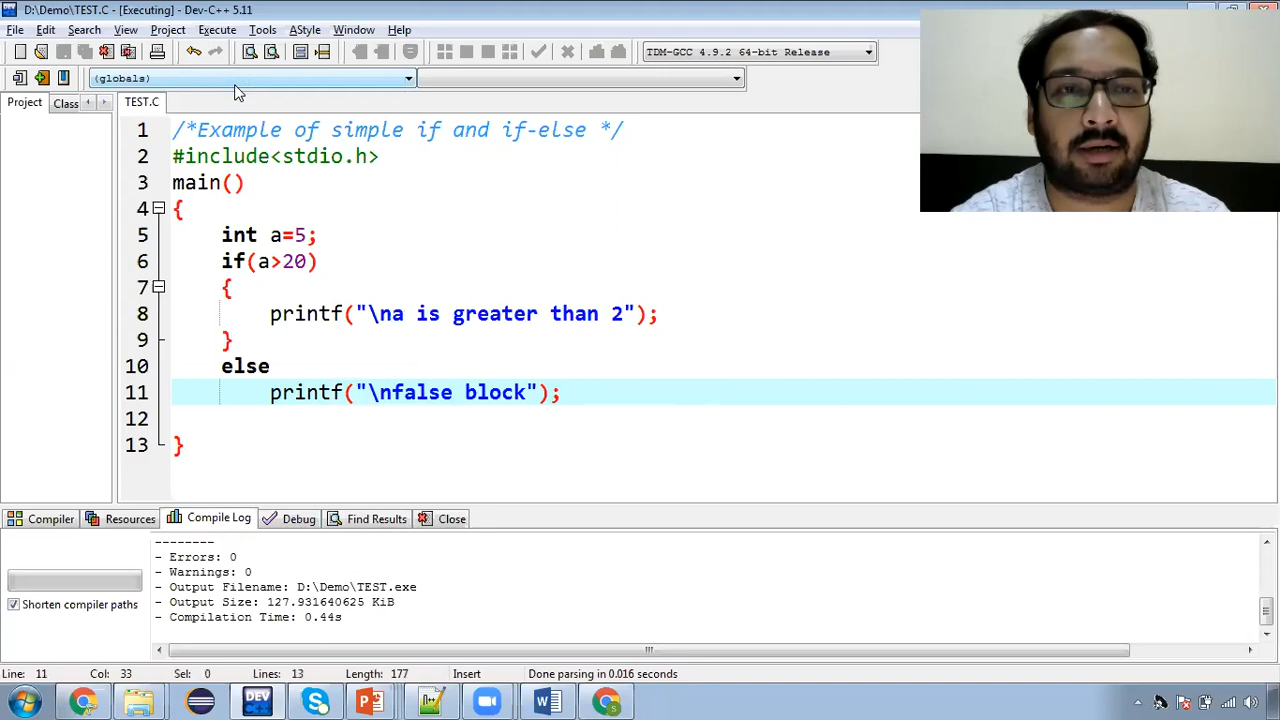 D:\Demo\TEST.C - [Executing] - Dev-C++ 5.11
File Edit Search View Project Execute Tools AStyle Window Help
TDM-GCC 4.9.2 64-bit Release
(globals)
Project Class TEST.C
1 /*Example of simple if and if-else */
2 #include<stdio.h>
3 main()
4 {
5 int a=5;
6 if(a>20)
7 {
8 printf("\na is greater than 2");
9 }
10 else
11 printf("\nfalse block");
12
13 }
Compiler Resources Compile Log Debug Find Results Close
--------
- Errors: 0
- Warnings: 0
- Output Filename: D:\Demo\TEST.exe
- Output Size: 127.931640625 KiB
- Compilation Time: 0.44s
Shorten compiler paths
Line: 11 Col: 33 Sel: 0 Lines: 13 Length: 177 Insert Done parsing in 0.016 seconds
DEV